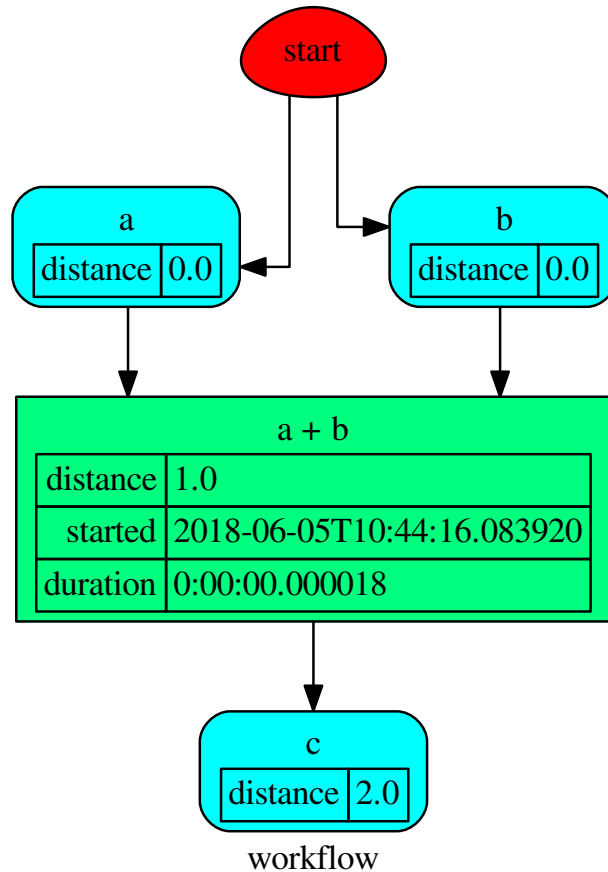 start
a
distance 0.0
b
distance 0.0
a + b
distance 1.0
started 2018-06-05T10:44:16.083920
duration 0:00:00.000018
c
distance 2.0
workflow